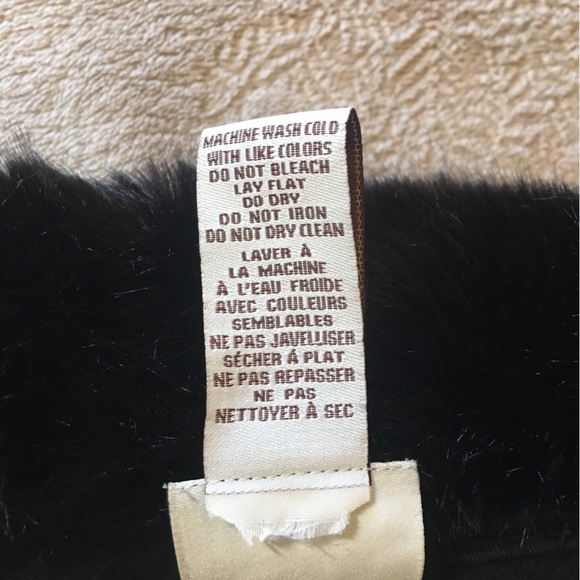 MACHINE WASH COLD
WITH LIKE COLORS
DO NOT BLEACH
LAY FLAT
DO DRY
DO NOT IRON
DO NOT DRY CLEAN
LAVER À
LA MACHINE
À L'EAU FROIDE
AVEC COULEURS
SEMBLABLES
NE PAS JAVELLISER
SÉCHER À PLAT
NE PAS REPASSER
NE PAS
NETTOYER À SEC